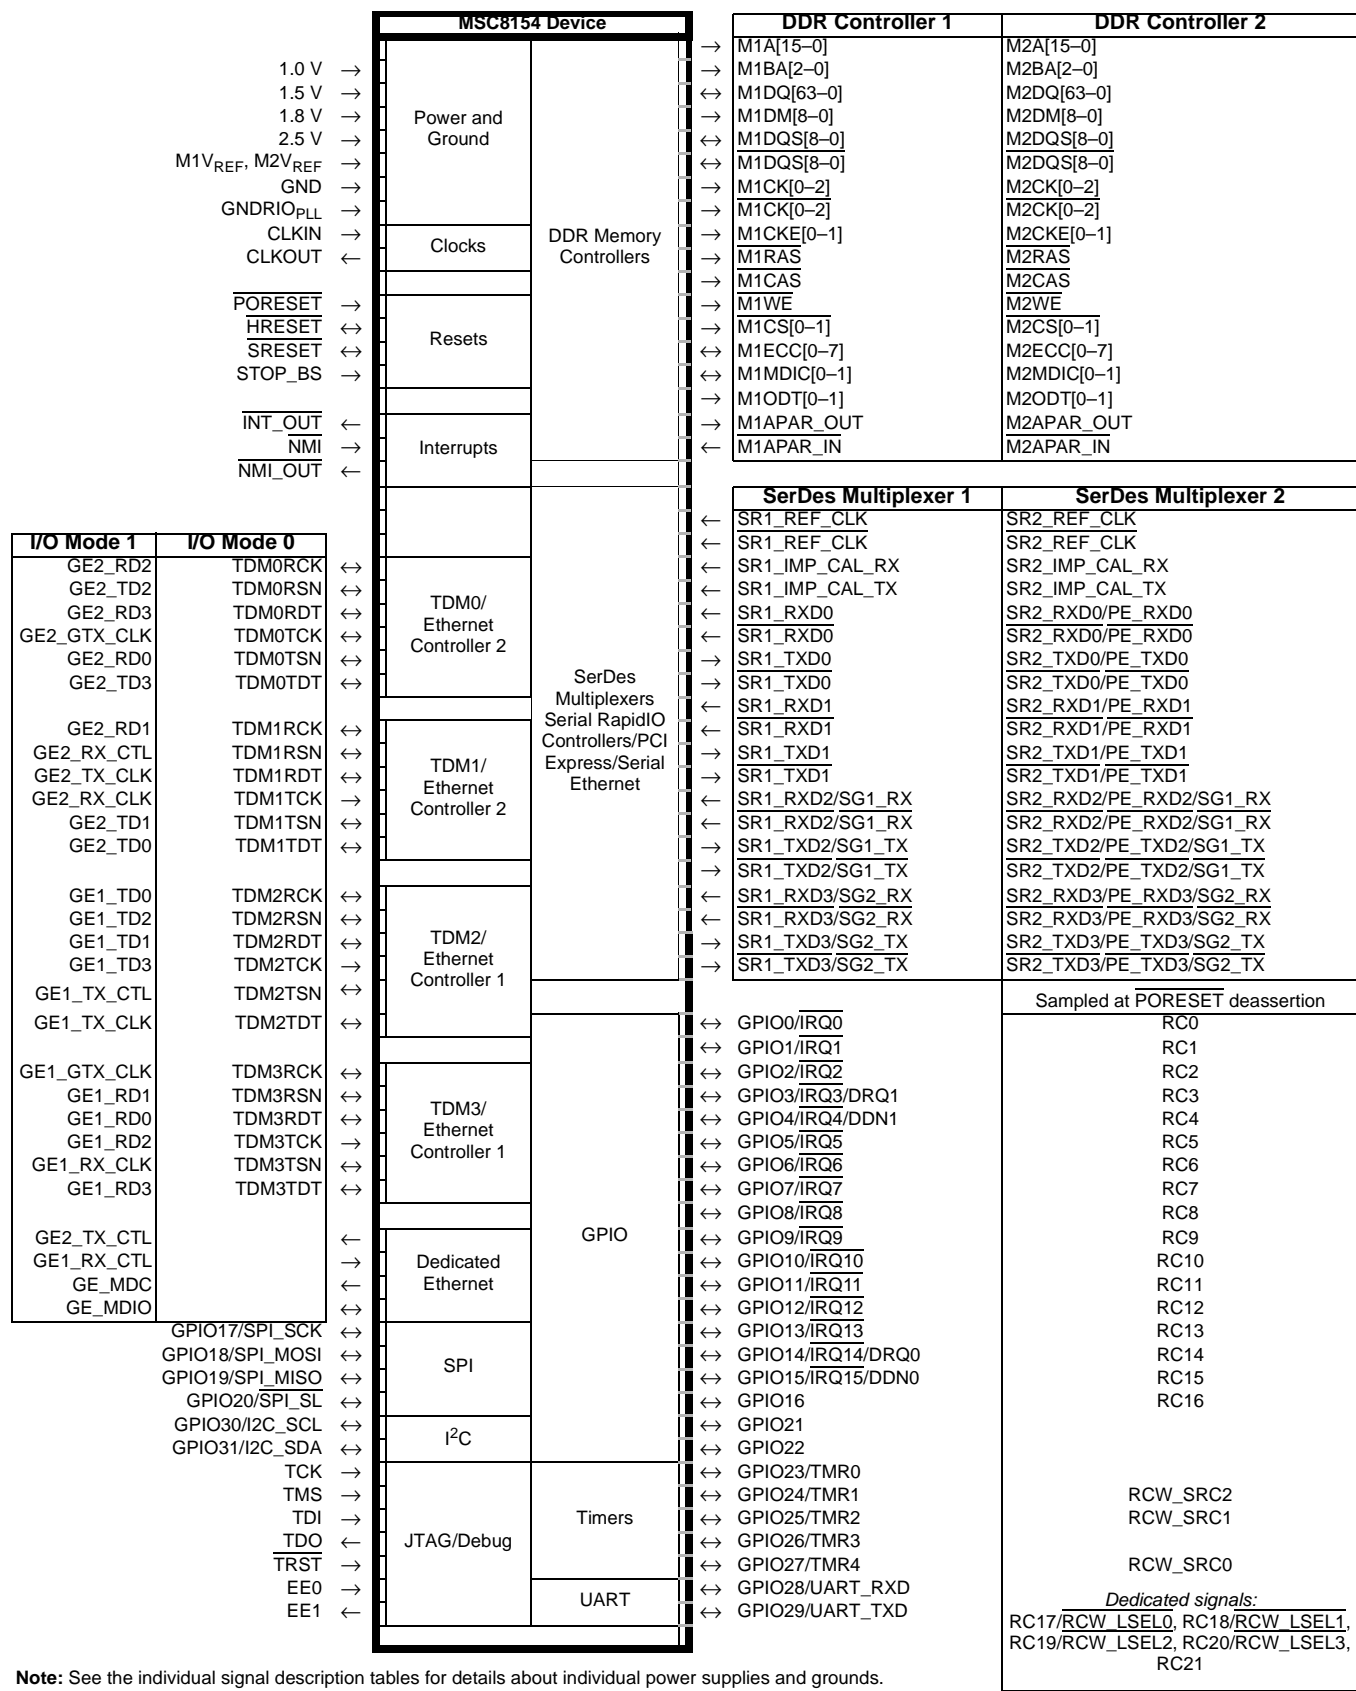 MSC8154 Device
DDR Controller 1 DDR Controller 2
→ M1A[15–0] M2A[15–0]
1.0 V → → M1BA[2–0] M2BA[2–0]
1.5 V → ↔ M1DQ[63–0] M2DQ[63–0]
1.8 V → Power and → M1DM[8–0] M2DM[8–0]
2.5 V → Ground ↔ M1DQS[8–0] M2DQS[8–0]
M1VREF, M2VREF → ↔ M1DQS[8–0] M2DQS[8–0]
GND → → M1CK[0–2] M2CK[0–2]
GNDRIOPLL → → M1CK[0–2] M2CK[0–2]
CLKIN → Clocks DDR Memory → M1CKE[0–1] M2CKE[0–1]
CLKOUT ← Controllers → M1RAS M2RAS
→ M1CAS M2CAS
PORESET → → M1WE M2WE
HRESET ↔ Resets → M1CS[0–1] M2CS[0–1]
SRESET ↔ ↔ M1ECC[0–7] M2ECC[0–7]
STOP_BS → ↔ M1MDIC[0–1] M2MDIC[0–1]
→ M1ODT[0–1] M2ODT[0–1]
INT_OUT ← → M1APAR_OUT M2APAR_OUT
NMI → Interrupts ← M1APAR_IN M2APAR_IN
NMI_OUT ←
SerDes Multiplexer 1 SerDes Multiplexer 2
← SR1_REF_CLK SR2_REF_CLK
I/O Mode 1 I/O Mode 0 ← SR1_REF_CLK SR2_REF_CLK
GE2_RD2 TDM0RCK ↔ ← SR1_IMP_CAL_RX SR2_IMP_CAL_RX
GE2_TD2 TDM0RSN ↔ ← SR1_IMP_CAL_TX SR2_IMP_CAL_TX
GE2_RD3 TDM0RDT ↔ TDM0/ ← SR1_RXD0 SR2_RXD0/PE_RXD0
GE2_GTX_CLK TDM0TCK ↔ Ethernet ← SR1_RXD0 SR2_RXD0/PE_RXD0
GE2_RD0 TDM0TSN ↔ Controller 2 → SR1_TXD0 SR2_TXD0/PE_TXD0
GE2_TD3 TDM0TDT ↔ SerDes → SR1_TXD0 SR2_TXD0/PE_TXD0
Multiplexers ← SR1_RXD1 SR2_RXD1/PE_RXD1
GE2_RD1 TDM1RCK ↔ Serial RapidIO ← SR1_RXD1 SR2_RXD1/PE_RXD1
GE2_RX_CTL TDM1RSN ↔ Controllers/PCI → SR1_TXD1 SR2_TXD1/PE_TXD1
GE2_TX_CLK TDM1RDT ↔ TDM1/ Express/Serial → SR1_TXD1 SR2_TXD1/PE_TXD1
GE2_RX_CLK TDM1TCK → Ethernet Ethernet ← SR1_RXD2/SG1_RX SR2_RXD2/PE_RXD2/SG1_RX
GE2_TD1 TDM1TSN ↔ Controller 2 ← SR1_RXD2/SG1_RX SR2_RXD2/PE_RXD2/SG1_RX
GE2_TD0 TDM1TDT ↔ → SR1_TXD2/SG1_TX SR2_TXD2/PE_TXD2/SG1_TX
→ SR1_TXD2/SG1_TX SR2_TXD2/PE_TXD2/SG1_TX
GE1_TD0 TDM2RCK ↔ ← SR1_RXD3/SG2_RX SR2_RXD3/PE_RXD3/SG2_RX
GE1_TD2 TDM2RSN ↔ ← SR1_RXD3/SG2_RX SR2_RXD3/PE_RXD3/SG2_RX
GE1_TD1 TDM2RDT ↔ TDM2/ → SR1_TXD3/SG2_TX SR2_TXD3/PE_TXD3/SG2_TX
GE1_TD3 TDM2TCK → Ethernet → SR1_TXD3/SG2_TX SR2_TXD3/PE_TXD3/SG2_TX
GE1_TX_CTL TDM2TSN ↔ Controller 1 Sampled at PORESET deassertion
GE1_TX_CLK TDM2TDT ↔ ↔ GPIO0/IRQ0 RC0
↔ GPIO1/IRQ1 RC1
GE1_GTX_CLK TDM3RCK ↔ ↔ GPIO2/IRQ2 RC2
GE1_RD1 TDM3RSN ↔ ↔ GPIO3/IRQ3/DRQ1 RC3
GE1_RD0 TDM3RDT ↔ TDM3/ ↔ GPIO4/IRQ4/DDN1 RC4
GE1_RD2 TDM3TCK → Ethernet ↔ GPIO5/IRQ5 RC5
GE1_RX_CLK TDM3TSN ↔ Controller 1 ↔ GPIO6/IRQ6 RC6
GE1_RD3 TDM3TDT ↔ ↔ GPIO7/IRQ7 RC7
↔ GPIO8/IRQ8 RC8
GE2_TX_CTL ← GPIO ↔ GPIO9/IRQ9 RC9
GE1_RX_CTL → Dedicated ↔ GPIO10/IRQ10 RC10
GE_MDC ← Ethernet ↔ GPIO11/IRQ11 RC11
GE_MDIO ↔ ↔ GPIO12/IRQ12 RC12
GPIO17/SPI_SCK ↔ ↔ GPIO13/IRQ13 RC13
GPIO18/SPI_MOSI ↔ SPI ↔ GPIO14/IRQ14/DRQ0 RC14
GPIO19/SPI_MISO ↔ ↔ GPIO15/IRQ15/DDN0 RC15
GPIO20/SPI_SL ↔ ↔ GPIO16 RC16
GPIO30/I2C_SCL ↔ I2C ↔ GPIO21
GPIO31/I2C_SDA ↔ ↔ GPIO22
TCK → ↔ GPIO23/TMR0
TMS → ↔ GPIO24/TMR1 RCW_SRC2
TDI → Timers ↔ GPIO25/TMR2 RCW_SRC1
TDO ← JTAG/Debug ↔ GPIO26/TMR3
TRST → ↔ GPIO27/TMR4 RCW_SRC0
EE0 → UART ↔ GPIO28/UART_RXD
EE1 ← ↔ GPIO29/UART_TXD
Dedicated signals:
RC17/RCW_LSEL0, RC18/RCW_LSEL1,
RC19/RCW_LSEL2, RC20/RCW_LSEL3,
RC21
Note: See the individual signal description tables for details about individual power supplies and grounds.